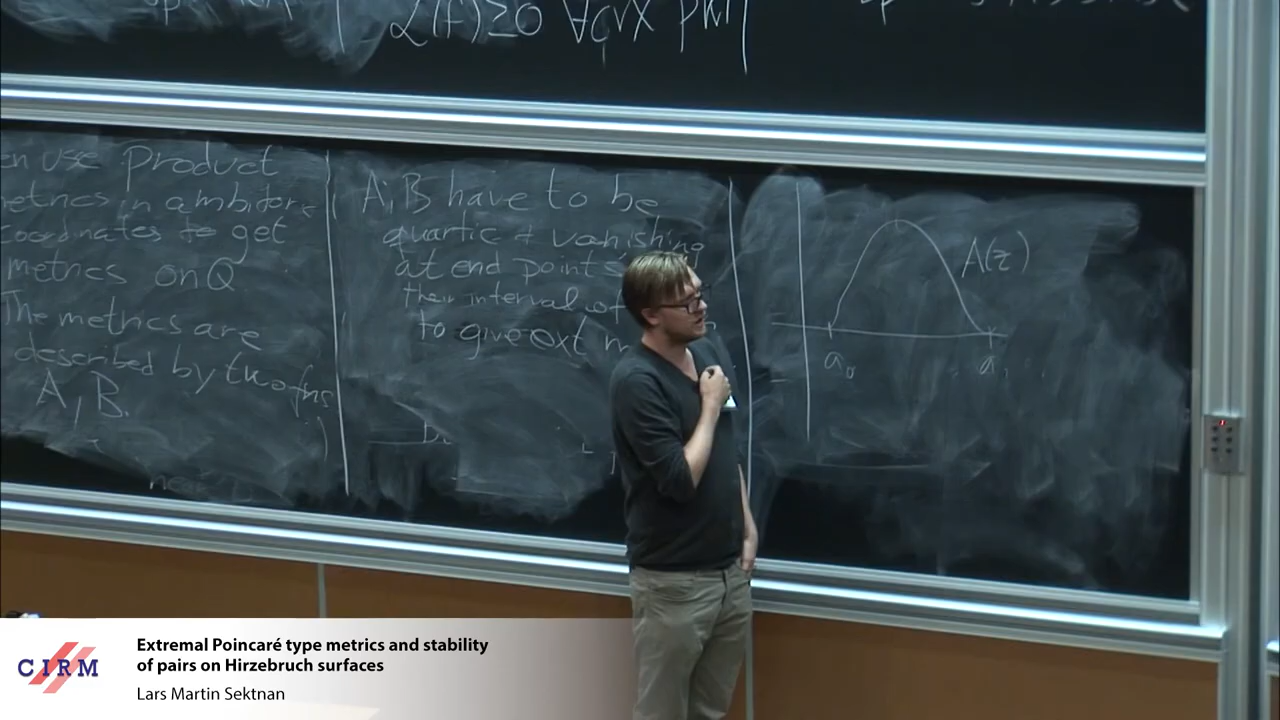 L(f) ≥ 0 ∀ cvx pwl
en use Product
etrics in ambitoric
coordinates to get
metrics on Q
The metrics are
described by two fns
A, B.
A, B have to be
quartic + vanishing
at end points
their interval of
to give ext
A(z)
a₀
a₁
CIRM
Extremal Poincaré type metrics and stability
of pairs on Hirzebruch surfaces
Lars Martin Sektnan